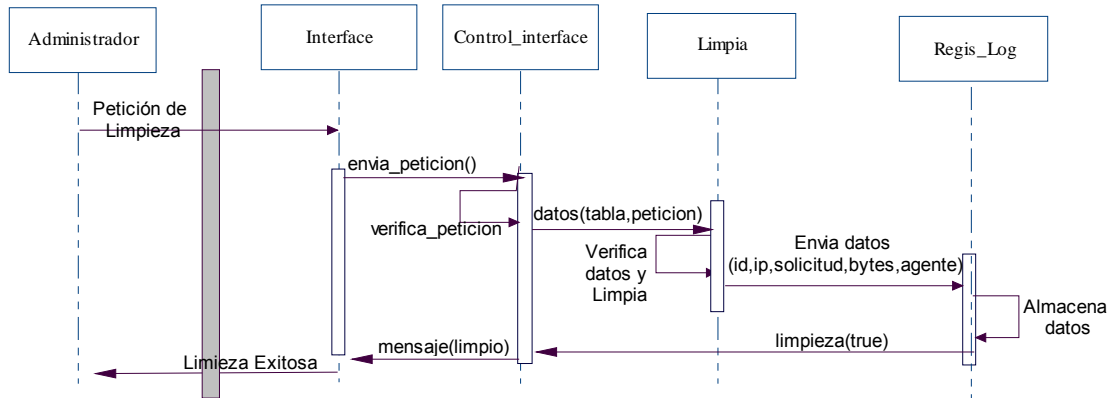 Administrador
Interface
Control_interface
Limpia
Regis_Log
Petición de
Limpieza
envia_peticion()
verifica_peticion
datos(tabla,peticion)
Verifica
datos y
Limpia
Envia datos
(id,ip,solicitud,bytes,agente)
Almacena
datos
limpieza(true)
mensaje(limpio)
Limieza Exitosa